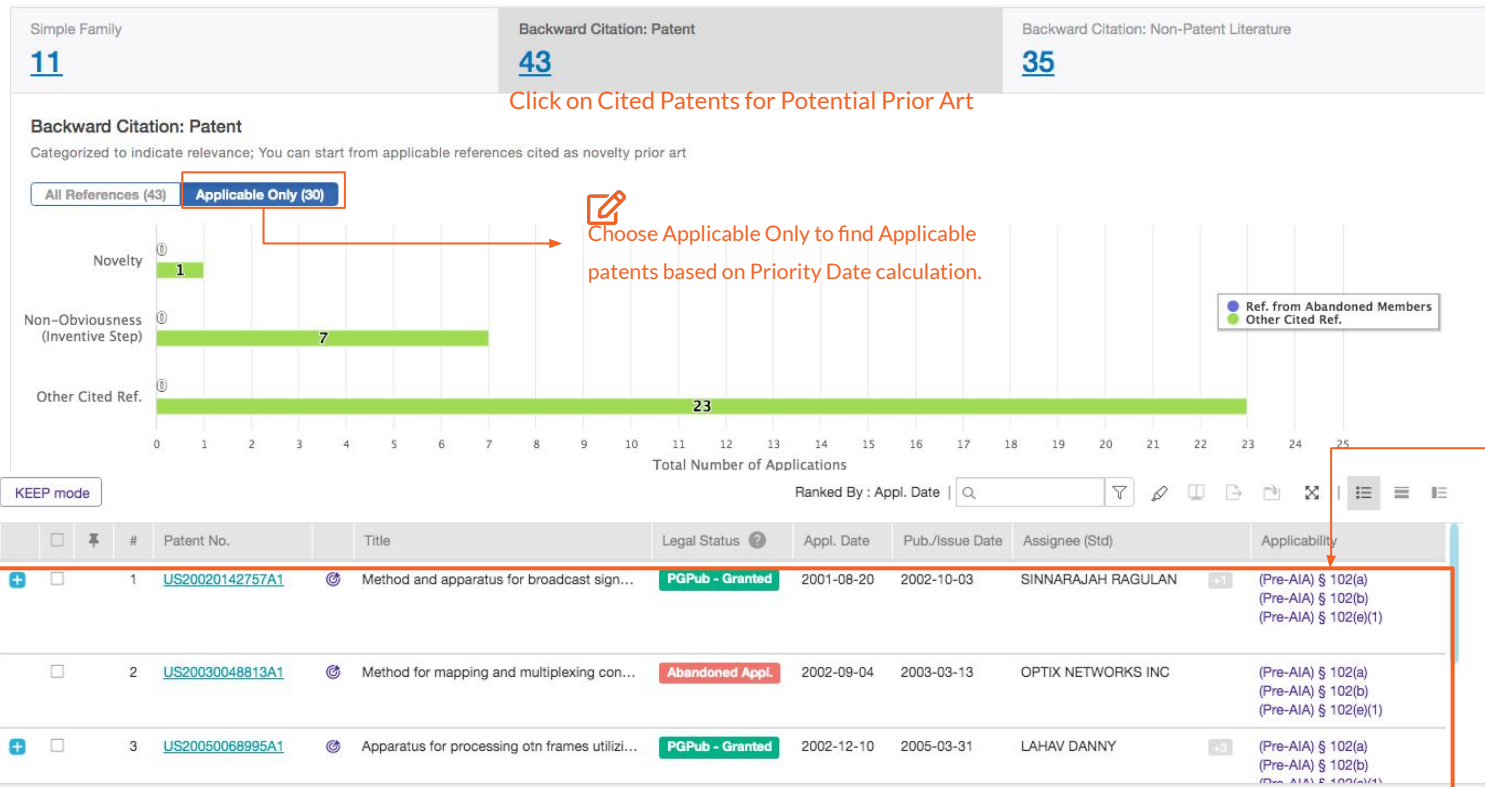 Simple Family
11
Backward Citation: Patent
43
Backward Citation: Non-Patent Literature
35
Click on Cited Patents for Potential Prior Art
Backward Citation: Patent
Categorized to indicate relevance; You can start from applicable references cited as novelty prior art
All References (43)
Applicable Only (30)
Choose Applicable Only to find Applicable
patents based on Priority Date calculation.
Novelty
0
1
Non-Obviousness
(Inventive Step)
0
7
Other Cited Ref.
0
23
Ref. from Abandoned Members
Other Cited Ref.
0 1 2 3 4 5 6 7 8 9 10 11 12 13 14 15 16 17 18 19 20 21 22 23 24 25
Total Number of Applications
KEEP mode
Ranked By : Appl. Date |
# Patent No. Title Legal Status ? Appl. Date Pub./Issue Date Assignee (Std) Applicability
1 US20020142757A1 Method and apparatus for broadcast sign... PGPub - Granted 2001-08-20 2002-10-03 SINNARAJAH RAGULAN +1 (Pre-AIA) § 102(a)
(Pre-AIA) § 102(b)
(Pre-AIA) § 102(e)(1)
2 US20030048813A1 Method for mapping and multiplexing con... Abandoned Appl. 2002-09-04 2003-03-13 OPTIX NETWORKS INC (Pre-AIA) § 102(a)
(Pre-AIA) § 102(b)
(Pre-AIA) § 102(e)(1)
3 US20050068995A1 Apparatus for processing otn frames utilizi... PGPub - Granted 2002-12-10 2005-03-31 LAHAV DANNY +3 (Pre-AIA) § 102(a)
(Pre-AIA) § 102(b)
(Pre-AIA) § 102(e)(1)